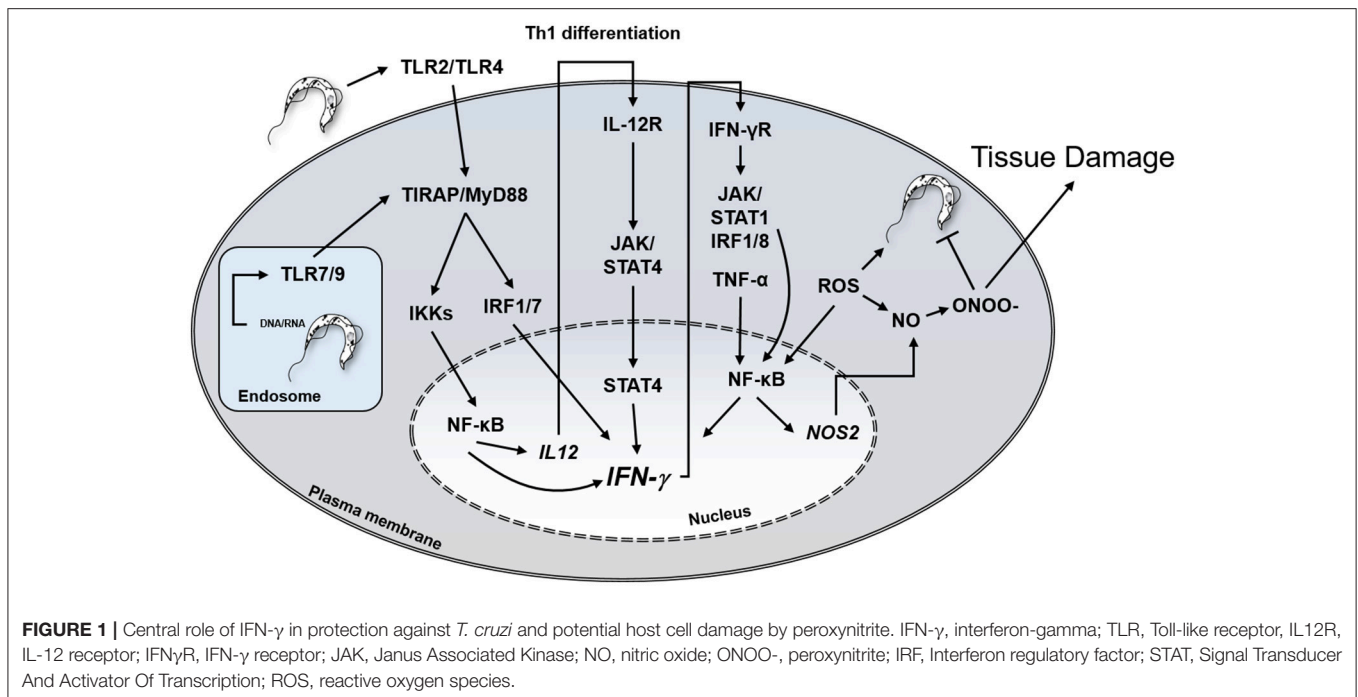 Th1 differentiation
TLR2/TLR4
IL-12R
IFN-γR
Tissue Damage
TIRAP/MyD88
JAK/
STAT1
IRF1/8
JAK/
STAT4
TLR7/9
TNF-α
ROS
IKKs
IRF1/7
NO
ONOO-
DNA/RNA
Endosome
STAT4
NF-κB
NF-κB
IL12
NOS2
IFN-γ
Plasma membrane
Nucleus
FIGURE 1 | Central role of IFN-γ in protection against T. cruzi and potential host cell damage by peroxynitrite. IFN-γ, interferon-gamma; TLR, Toll-like receptor, IL12R,
IL-12 receptor; IFNγR, IFN-γ receptor; JAK, Janus Associated Kinase; NO, nitric oxide; ONOO-, peroxynitrite; IRF, Interferon regulatory factor; STAT, Signal Transducer
And Activator Of Transcription; ROS, reactive oxygen species.